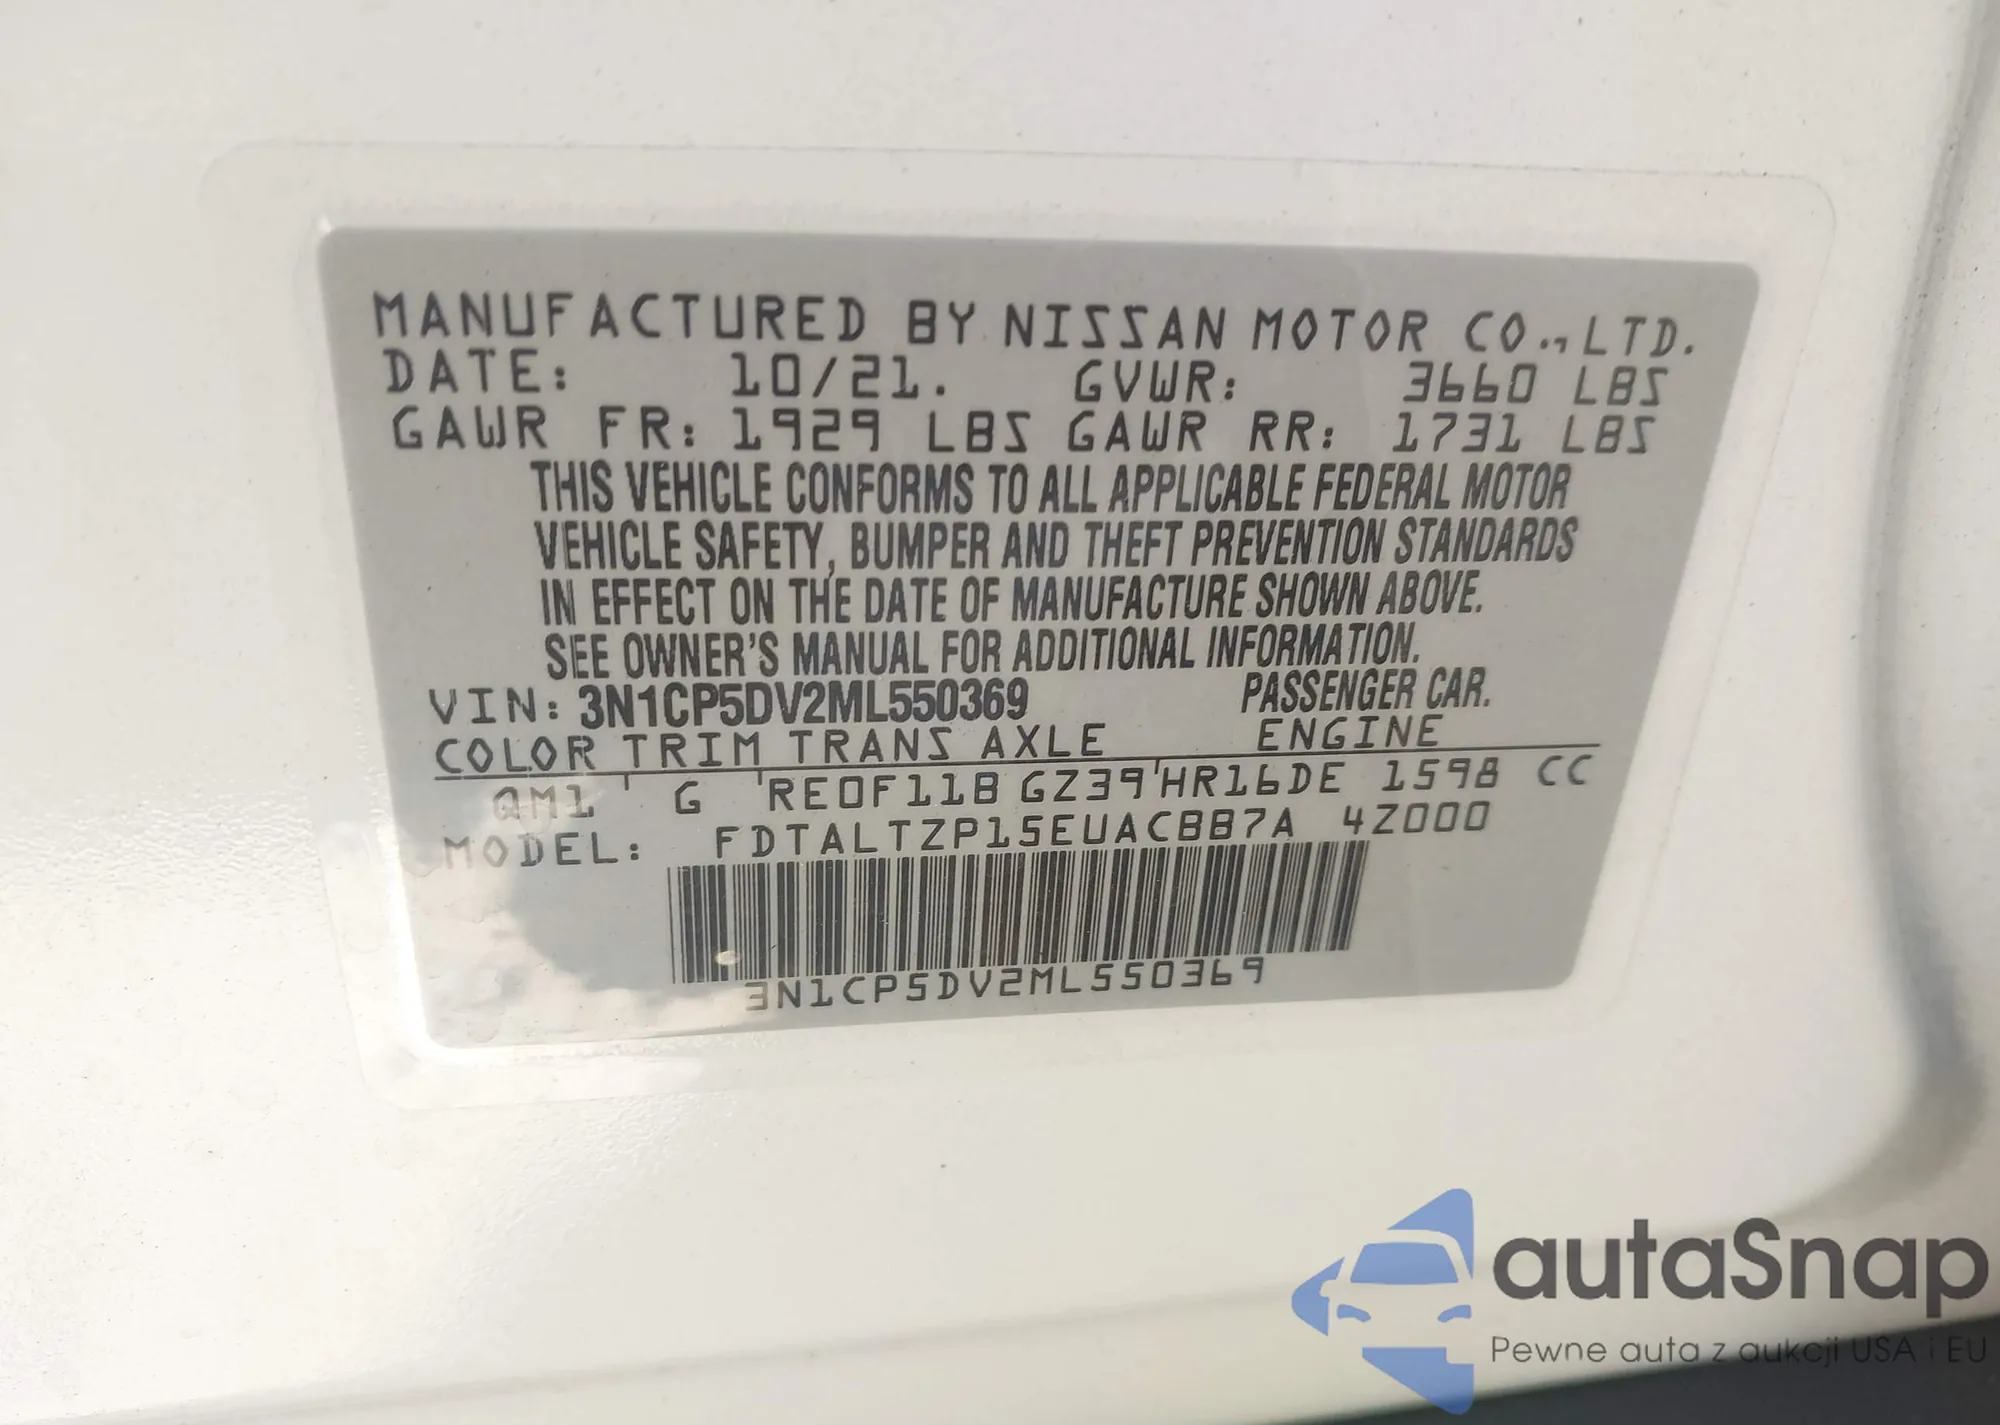 MANUFACTURED BY NISSAN MOTOR CO., LTD.
DATE: 10/21. GVWR: 3660 LBS
GAWR FR: 1929 LBS GAWR RR: 1731 LBS
THIS VEHICLE CONFORMS TO ALL APPLICABLE FEDERAL MOTOR
VEHICLE SAFETY, BUMPER AND THEFT PREVENTION STANDARDS
IN EFFECT ON THE DATE OF MANUFACTURE SHOWN ABOVE.
SEE OWNER'S MANUAL FOR ADDITIONAL INFORMATION.
VIN: 3N1CP5DV2ML550369 PASSENGER CAR.
COLOR TRIM TRANS AXLE ENGINE
QM1 G RE0F11B GZ39 HR16DE 1598 CC
MODEL: FDTALTZP15EUACBB7A 4Z000
3N1CP5DV2ML550369
autaSnap
Pewne auta z aukcji USA i EU